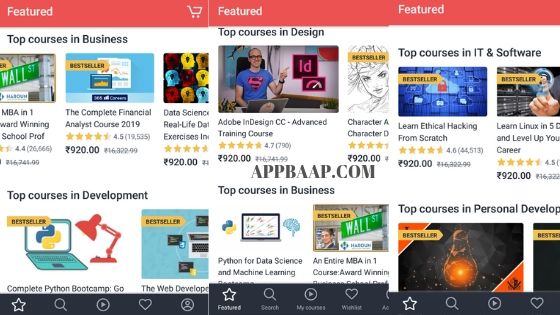 Featured
Top courses in Business
WALL ST
HAROUN
BESTSELLER
365 Careers
MBA in 1
Award Winning
School Prof
4.4 (26,666)
₹16,741.99
The Complete Financial
Analyst Course 2019
4.5 (19,535)
₹920.00 ₹16,322.99
Data Science
Real-Life Dat
Exercises Inc
₹920.00
Top courses in Development
BESTSELLER
BESTSELLER
Complete Python Bootcamp: Go
The Web Develop
Featured
Top courses in Design
Id
BESTSELLER
Adobe InDesign CC - Advanced
Training Course
4.7 (790)
₹920.00 ₹16,741.99
Character A
Character D
₹920.00
APPBAAP.COM
Top courses in Business
BESTSELLER
WALL ST
HAROUN
Python for Data Science
and Machine Learning
Bootcamp
An Entire MBA in 1
Course:Award Winning
Business School Prof
Featured
Search
My courses
Wishlist
Featured
Top courses in IT & Software
BESTSELLER
BESTSELLER
Learn Ethical Hacking
From Scratch
4.6 (44,513)
₹920.00 ₹16,322.99
Learn Linux in 5 D
and Level Up You
Career
₹920.00
Top courses in Personal Develop
BESTSELLER
BESTS